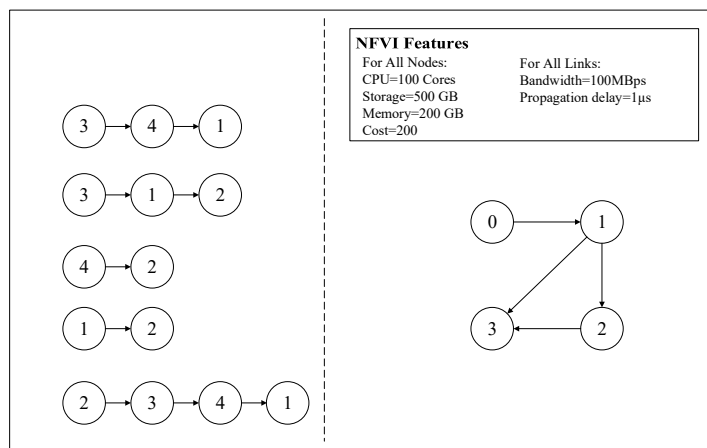 NFVI Features
For All Nodes:
CPU=100 Cores
Storage=500 GB
Memory=200 GB
Cost=200
For All Links:
Bandwidth=100MBps
Propagation delay=1µs
3 4 1
3 1 2
4 2
1 2
2 3 4 1
0 1
3 2